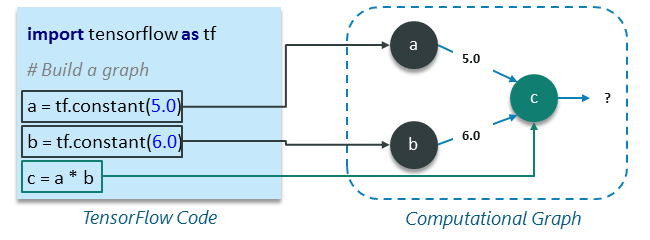 import tensorflow as tf
# Build a graph
a = tf.constant(5.0)
b = tf.constant(6.0)
c = a * b
TensorFlow Code
a
5.0
c
?
b
6.0
Computational Graph